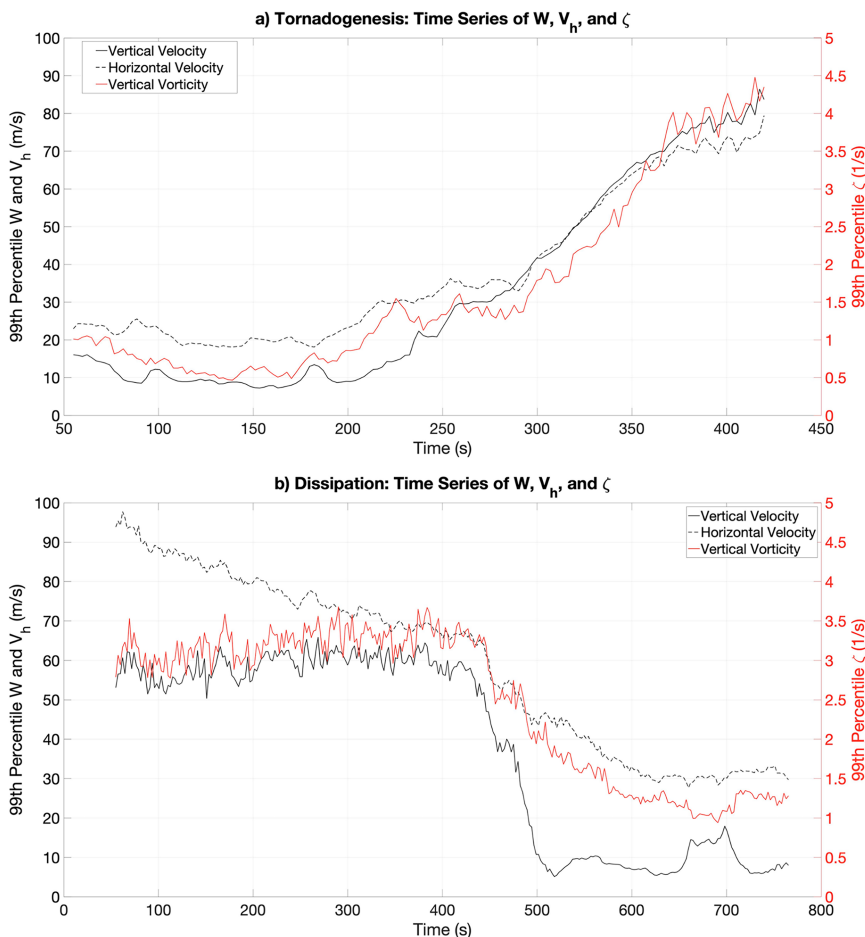 a) Tornadogenesis: Time Series of W, Vh, and ζ
100
90
80
70
60
50
40
30
20
10
0
99th Percentile W and Vh (m/s)
Vertical Velocity
Horizontal Velocity
Vertical Vorticity
5
4.5
4
3.5
3
2.5
2
1.5
1
0.5
0
99th Percentile ζ (1/s)
50 100 150 200 250 300 350 400 450
Time (s)
b) Dissipation: Time Series of W, Vh, and ζ
100
90
80
70
60
50
40
30
20
10
0
99th Percentile W and Vh (m/s)
Vertical Velocity
Horizontal Velocity
Vertical Vorticity
5
4.5
4
3.5
3
2.5
2
1.5
1
0.5
0
99th Percentile ζ (1/s)
0 100 200 300 400 500 600 700 800
Time (s)